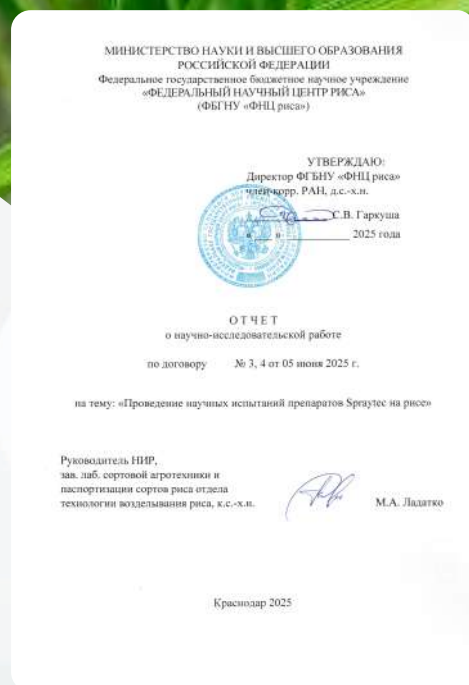 МИНИСТЕРСТВО НАУКИ И ВЫСШЕГО ОБРАЗОВАНИЯ
РОССИЙСКОЙ ФЕДЕРАЦИИ
Федеральное государственное бюджетное научное учреждение
«ФЕДЕРАЛЬНЫЙ НАУЧНЫЙ ЦЕНТР РИСА»
(ФБГНУ «ФНЦ риса»)
УТВЕРЖДАЮ:
Директор ФГБНУ «ФНЦ риса»
член-корр. РАН, д.с.-х.н.
С.В. Гаркуша
« » 2025 года
ОТЧЕТ
о научно-исследовательской работе
по договору № 3, 4 от 05 июня 2025 г.
на тему: «Проведение научных испытаний препаратов Spraytec на рисе»
Руководитель НИР,
зав. лаб. сортовой агротехники и
паспортизации сортов риса отдела
технологии возделывания риса, к.с.-х.н.
М.А. Ладатко
Краснодар 2025